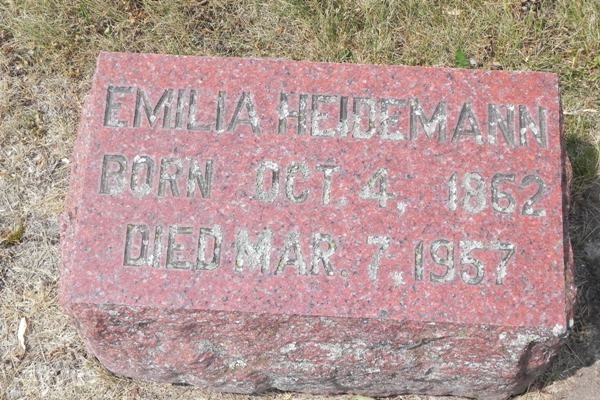 EMILIA HEIDEMANN
BORN OCT. 4, 1862
DIED MAR. 7, 1957